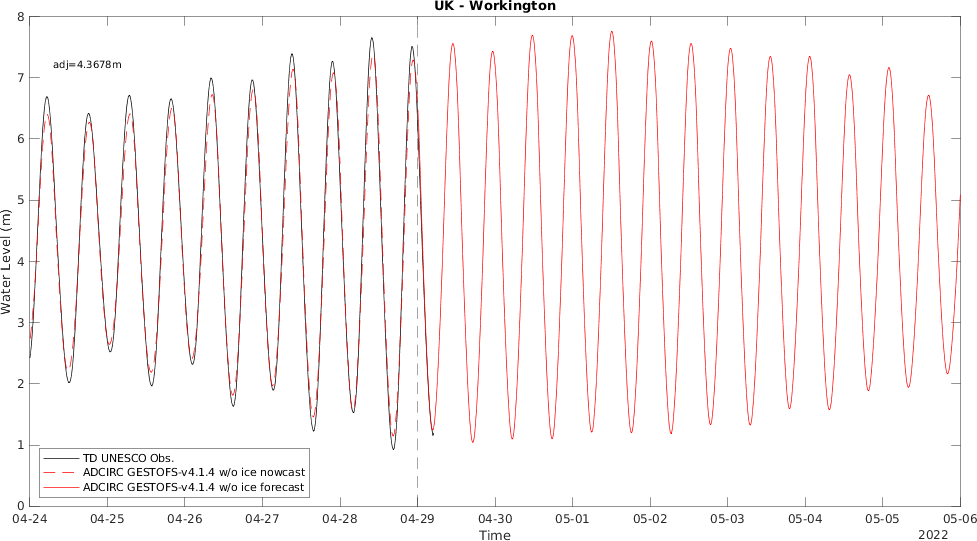 UK - Workington
adj=4.3678m
Water Level (m)
8
7
6
5
4
3
2
1
0
TD UNESCO Obs.
ADCIRC GESTOFS-v4.1.4 w/o ice nowcast
ADCIRC GESTOFS-v4.1.4 w/o ice forecast
04-24 04-25 04-26 04-27 04-28 04-29 04-30 05-01 05-02 05-03 05-04 05-05 05-06
Time
2022